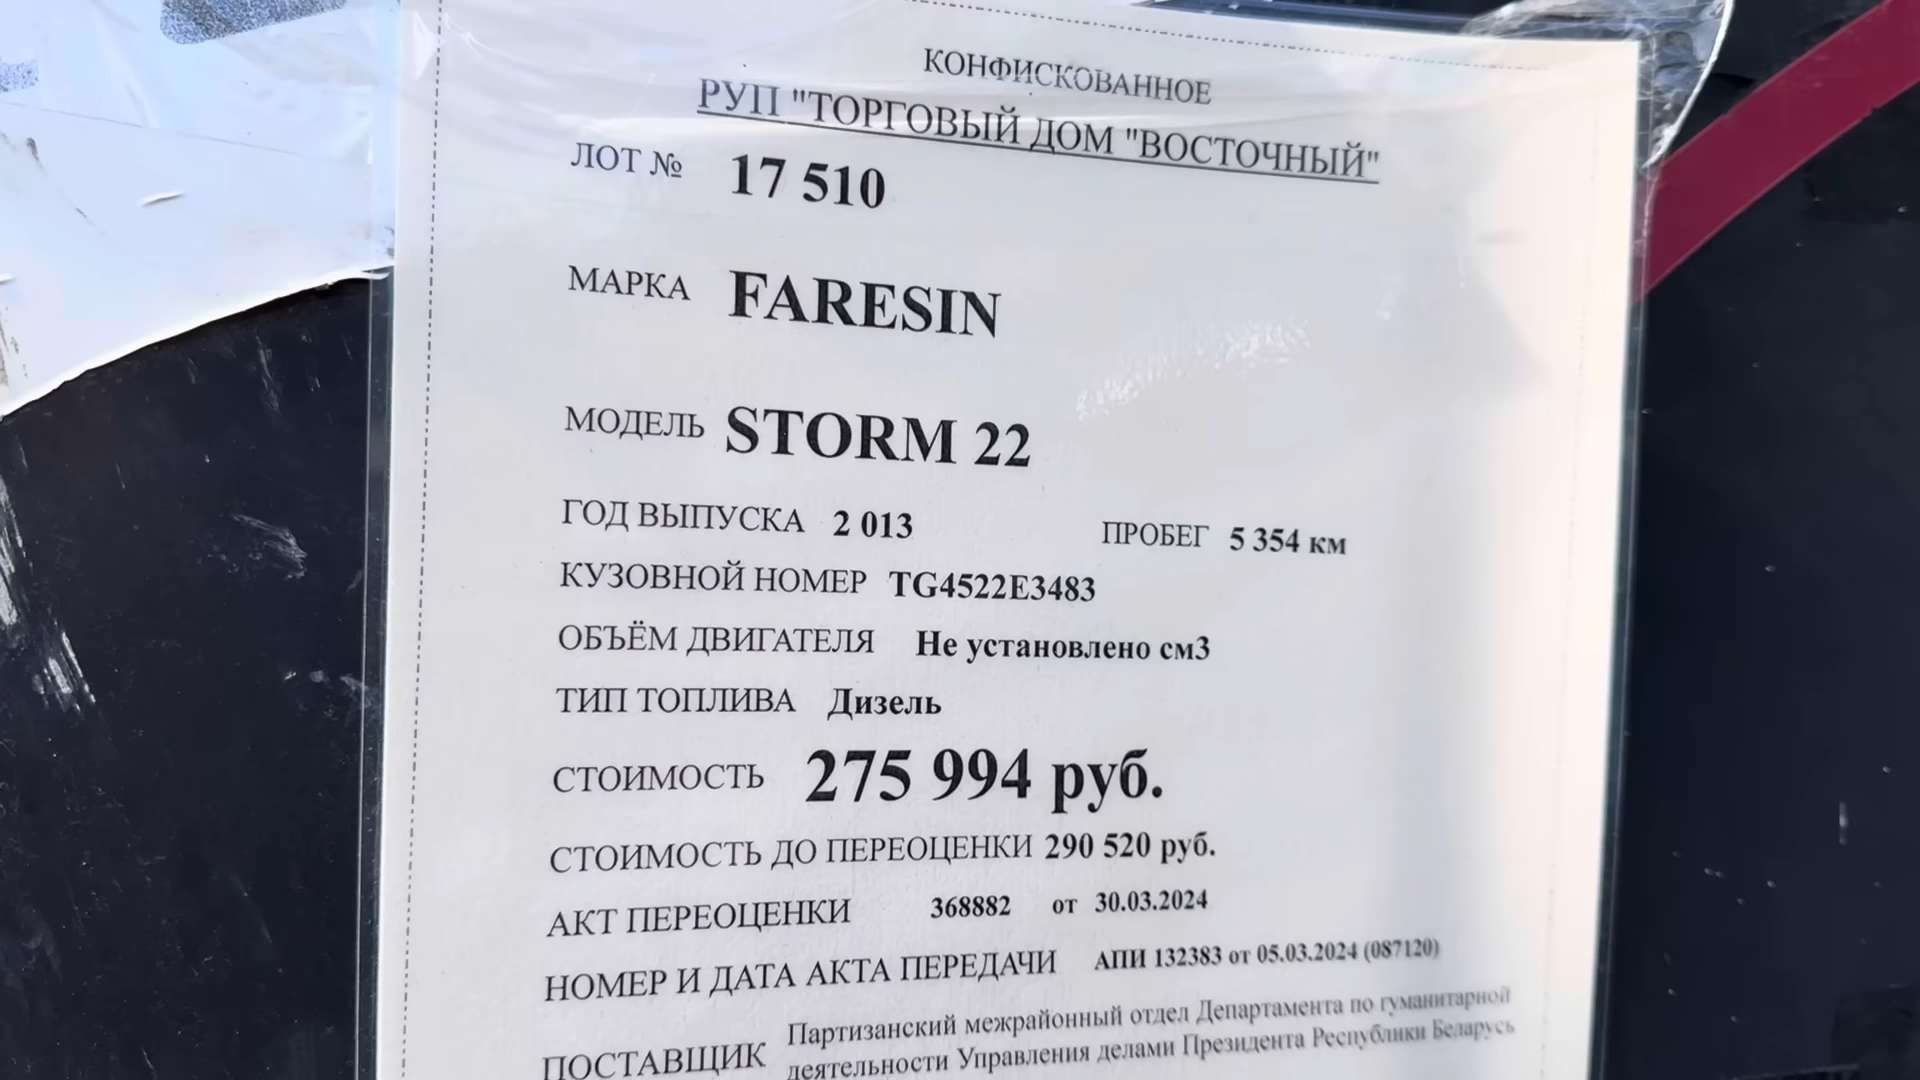 КОНФИСКОВАННОЕ
РУП "ТОРГОВЫЙ ДОМ "ВОСТОЧНЫЙ"
ЛОТ № 17 510
МАРКА FARESIN
МОДЕЛЬ STORM 22
ГОД ВЫПУСКА 2 013 ПРОБЕГ 5 354 км
КУЗОВНОЙ НОМЕР TG4522E3483
ОБЪЁМ ДВИГАТЕЛЯ Не установлено см3
ТИП ТОПЛИВА Дизель
СТОИМОСТЬ 275 994 руб.
СТОИМОСТЬ ДО ПЕРЕОЦЕНКИ 290 520 руб.
АКТ ПЕРЕОЦЕНКИ 368882 от 30.03.2024
НОМЕР И ДАТА АКТА ПЕРЕДАЧИ АПИ 132383 от 05.03.2024 (087120)
ПОСТАВЩИК Партизанский межрайонный отдел Департамента по гуманитарной
деятельности Управления делами Президента Республики Беларусь